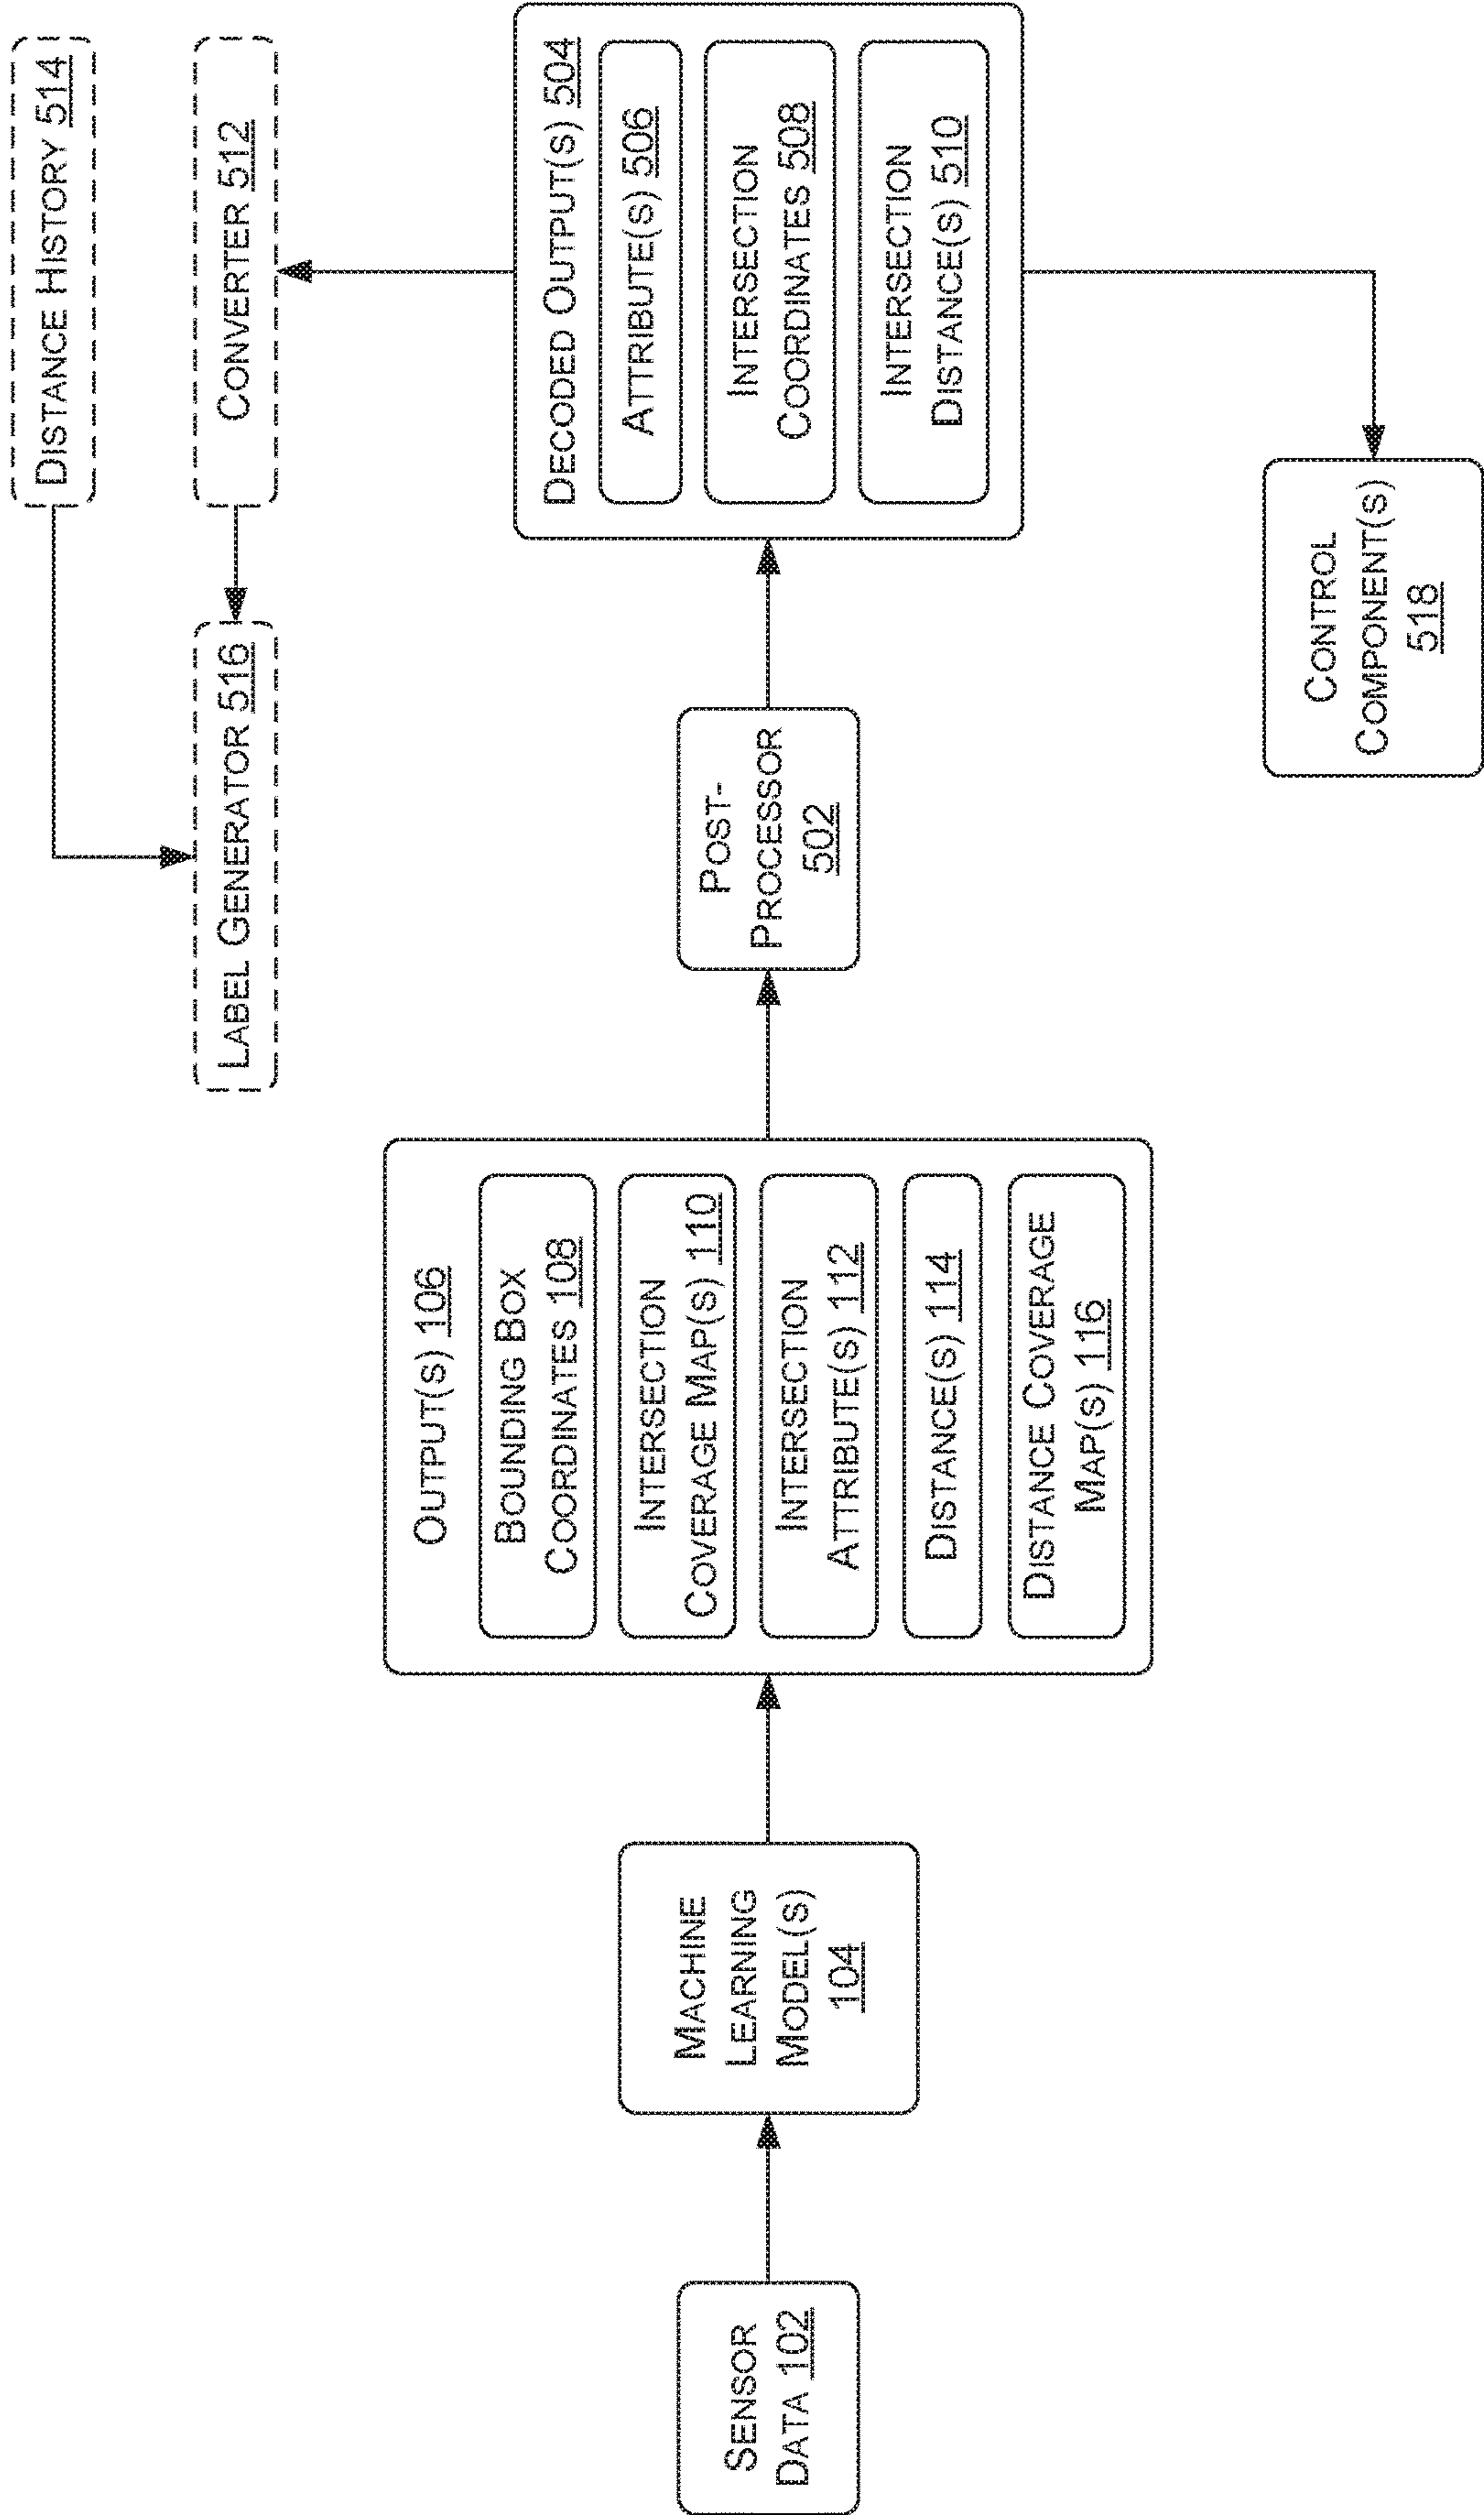 SENSOR
DATA 102
MACHINE
LEARNING
MODEL(S)
104
OUTPUT(S) 106
BOUNDING BOX
COORDINATES 108
INTERSECTION
COVERAGE MAP(S) 110
INTERSECTION
ATTRIBUTE(S) 112
DISTANCE(S) 114
DISTANCE COVERAGE
MAP(S) 116
POST-
PROCESSOR
502
DECODED OUTPUT(S) 504
ATTRIBUTE(S) 506
INTERSECTION
COORDINATES 508
INTERSECTION
DISTANCE(S) 510
DISTANCE HISTORY 514
LABEL GENERATOR 516
CONVERTER 512
CONTROL
COMPONENT(S)
518